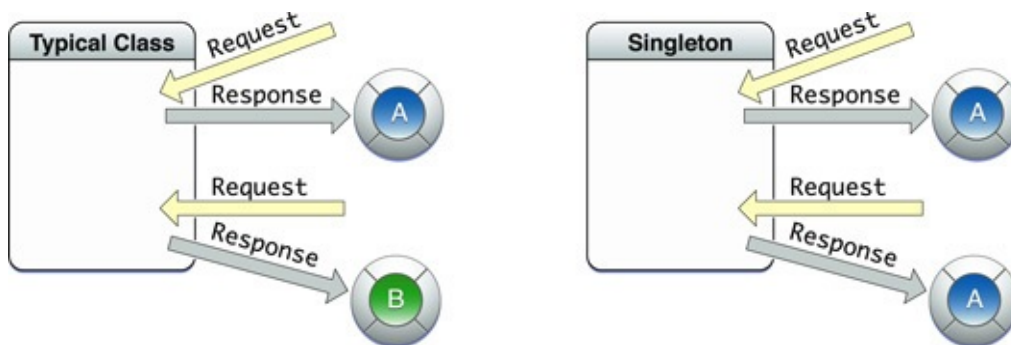 Typical Class
Request
Response
A
Request
Response
B
Singleton
Request
Response
A
Request
Response
A